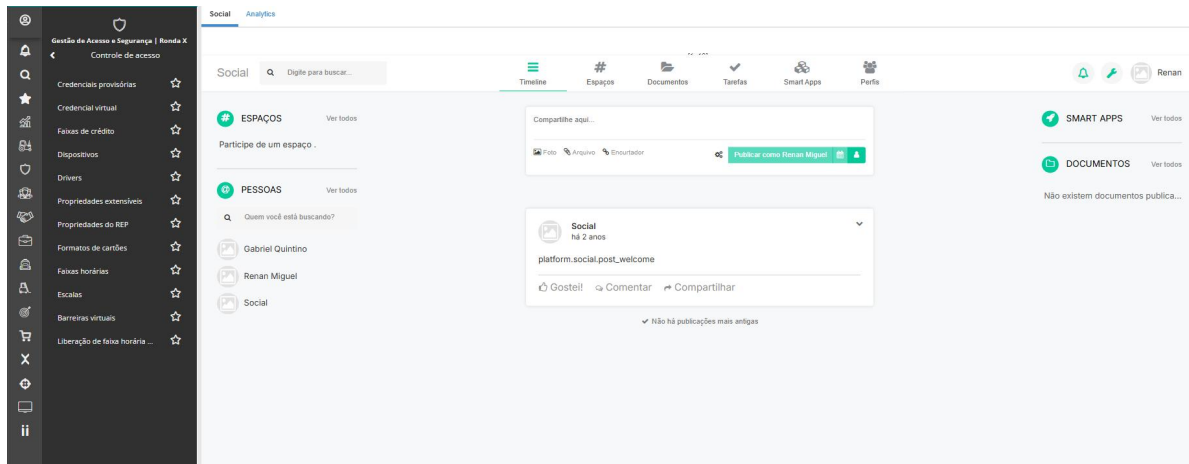 Social Analytics
Gestão de Acesso e Segurança | Ronda X
Controle de acesso
Credenciais provisórias
Credencial virtual
Faixas de crédito
Dispositivos
Drivers
Propriedades extensíveis
Propriedades do REP
Formatos de cartões
Faixas horárias
Escalas
Barreiras virtuais
Liberação de faixa horária ...
Social
Digite para buscar...
Timeline Espaços Documentos Tarefas Smart Apps Perfis
Renan
ESPAÇOS Ver todos
Participe de um espaço .
PESSOAS Ver todos
Quem você está buscando?
Gabriel Quintino
Renan Miguel
Social
Compartilhe aqui...
Foto Arquivo Encurtador
Publicar como Renan Miguel
Social
há 2 anos
platform.social.post_welcome
Gostei! Comentar Compartilhar
Não há publicações mais antigas
SMART APPS Ver todos
DOCUMENTOS Ver todos
Não existem documentos publica...